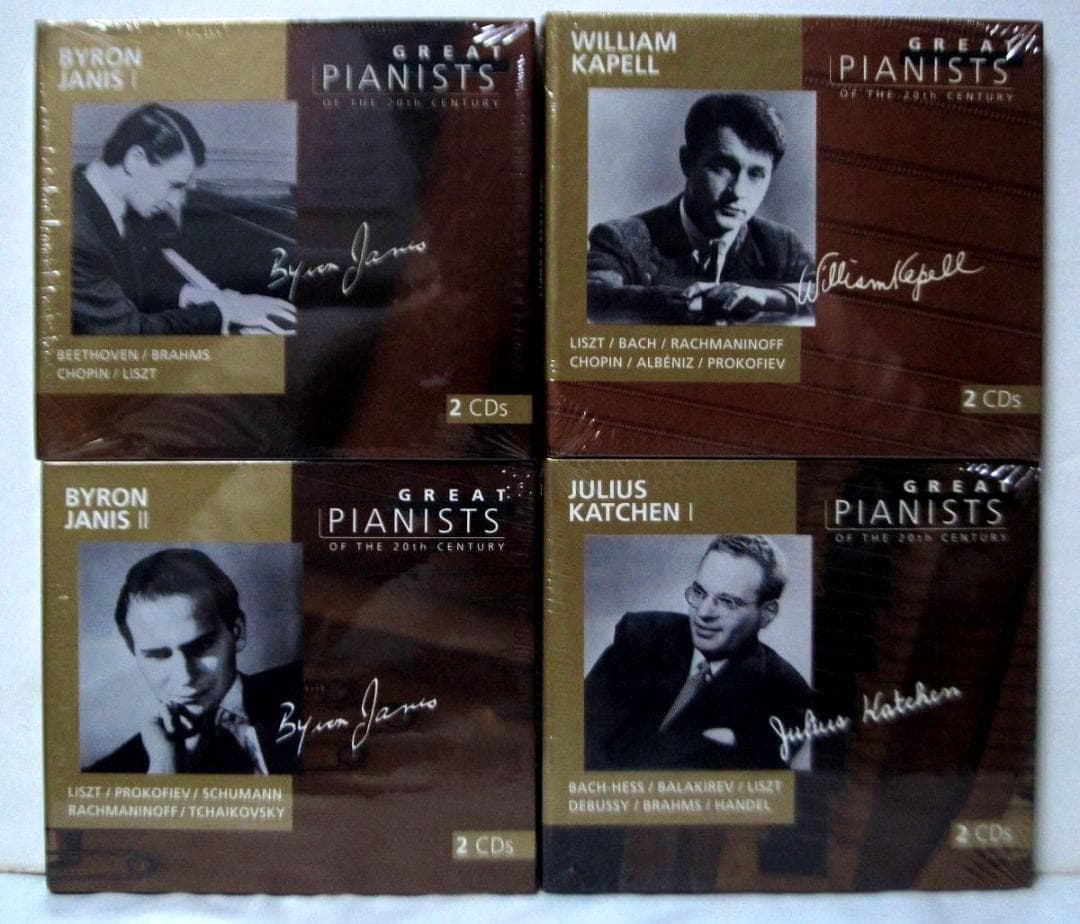 BYRON
JANIS I
GREAT
PIANISTS
OF THE 20th CENTURY
Byron Janis
BEETHOVEN / BRAHMS
CHOPIN / LISZT
2 CDs
WILLIAM
KAPELL
GREAT
PIANISTS
OF THE 20th CENTURY
William Kapell
LISZT / BACH / RACHMANINOFF
CHOPIN / ALBÉNIZ / PROKOFIEV
2 CDs
BYRON
JANIS II
GREAT
PIANISTS
OF THE 20th CENTURY
Byron Janis
LISZT / PROKOFIEV / SCHUMANN
RACHMANINOFF / TCHAIKOVSKY
2 CDs
JULIUS
KATCHEN I
GREAT
PIANISTS
OF THE 20th CENTURY
Julius Katchen
BACH-HESS / BALAKIREV / LISZT
DEBUSSY / BRAHMS / HANDEL
2 CDs